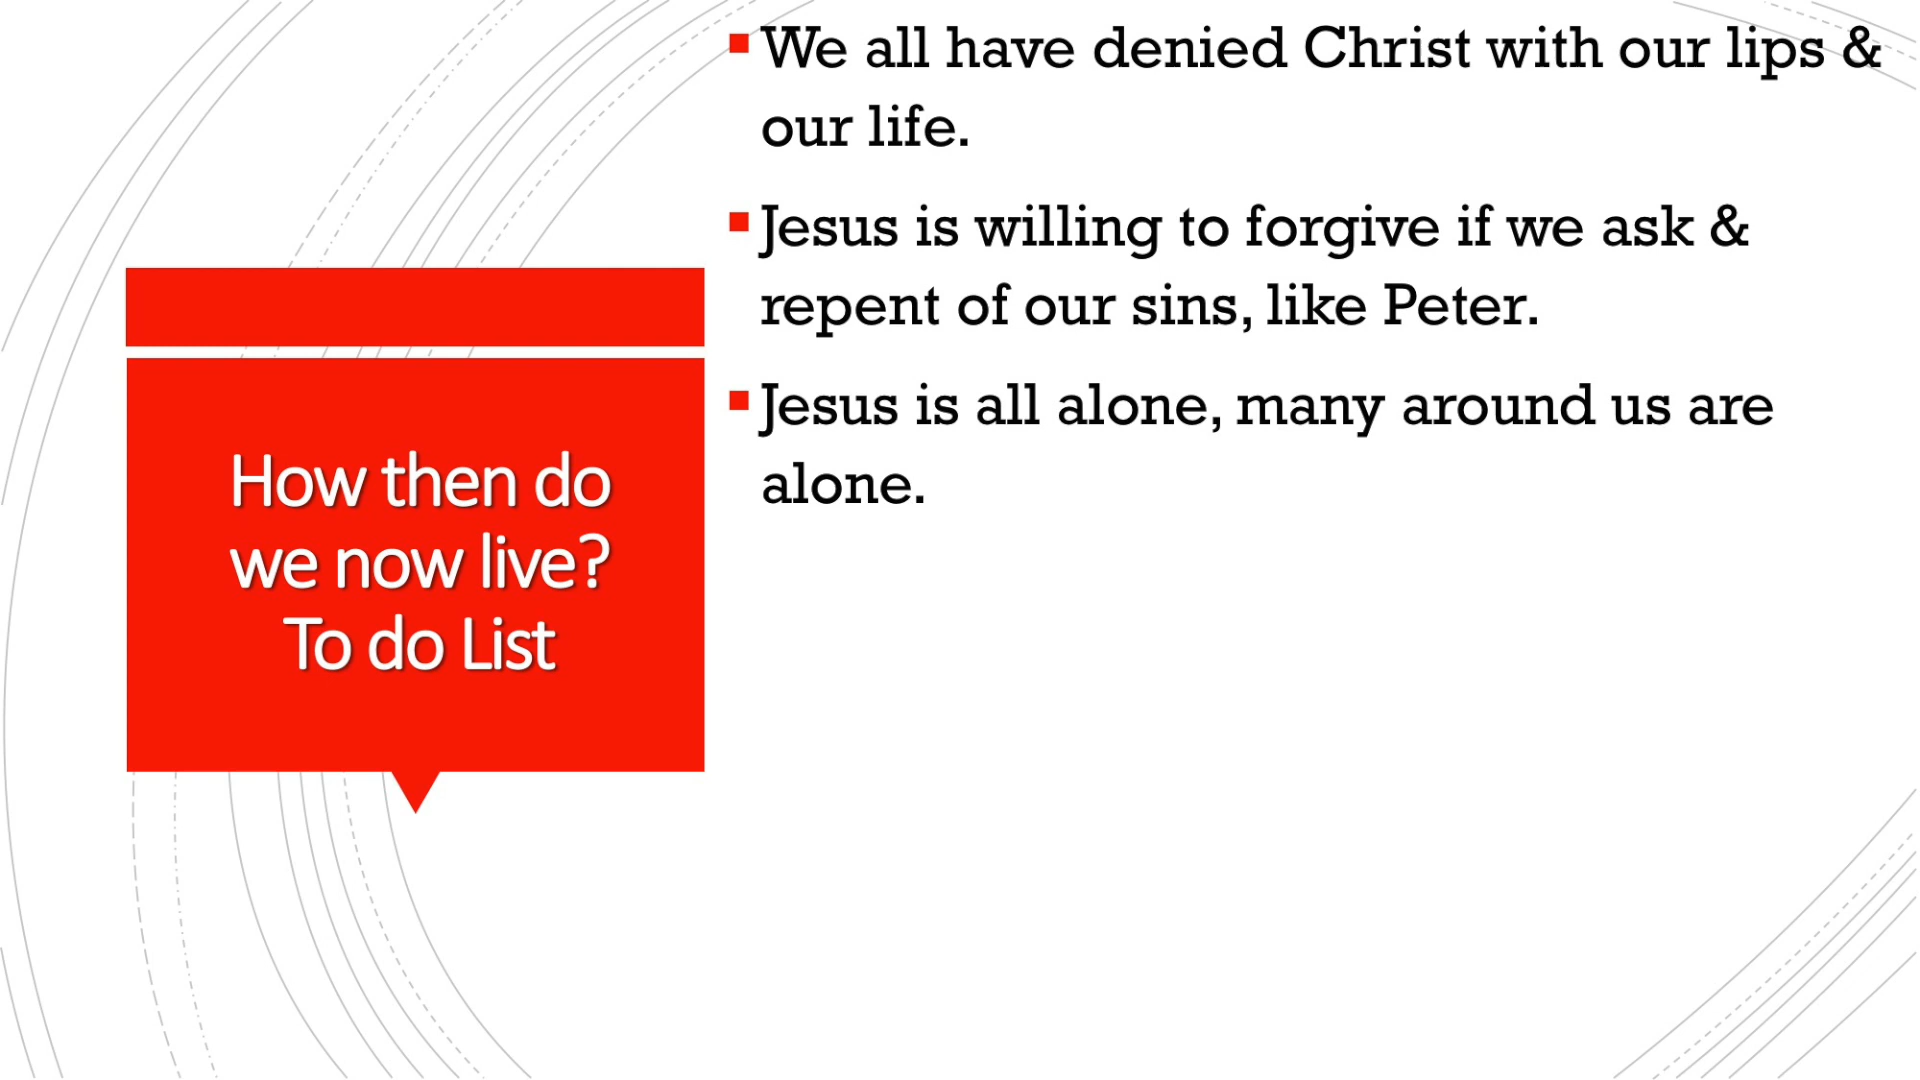 How then do
we now live?
To do List
We all have denied Christ with our lips &
our life.
Jesus is willing to forgive if we ask &
repent of our sins, like Peter.
Jesus is all alone, many around us are
alone.